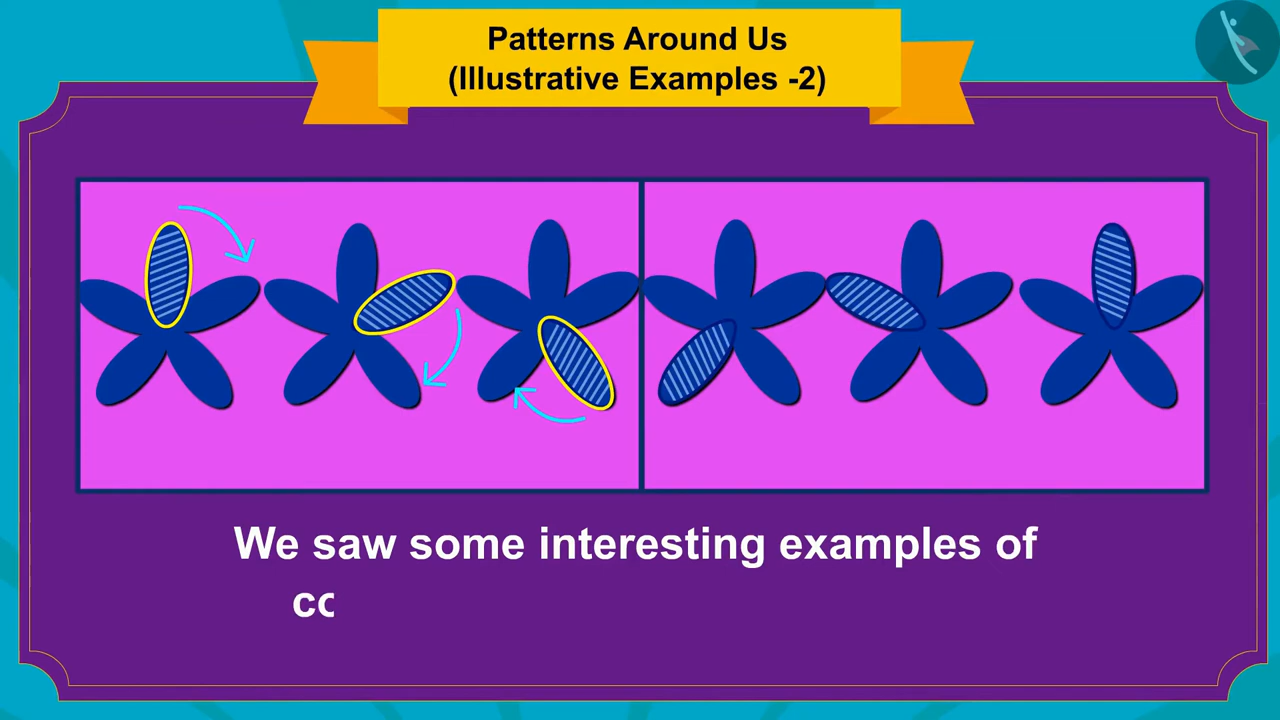 Patterns Around Us
(Illustrative Examples -2)
We saw some interesting examples of